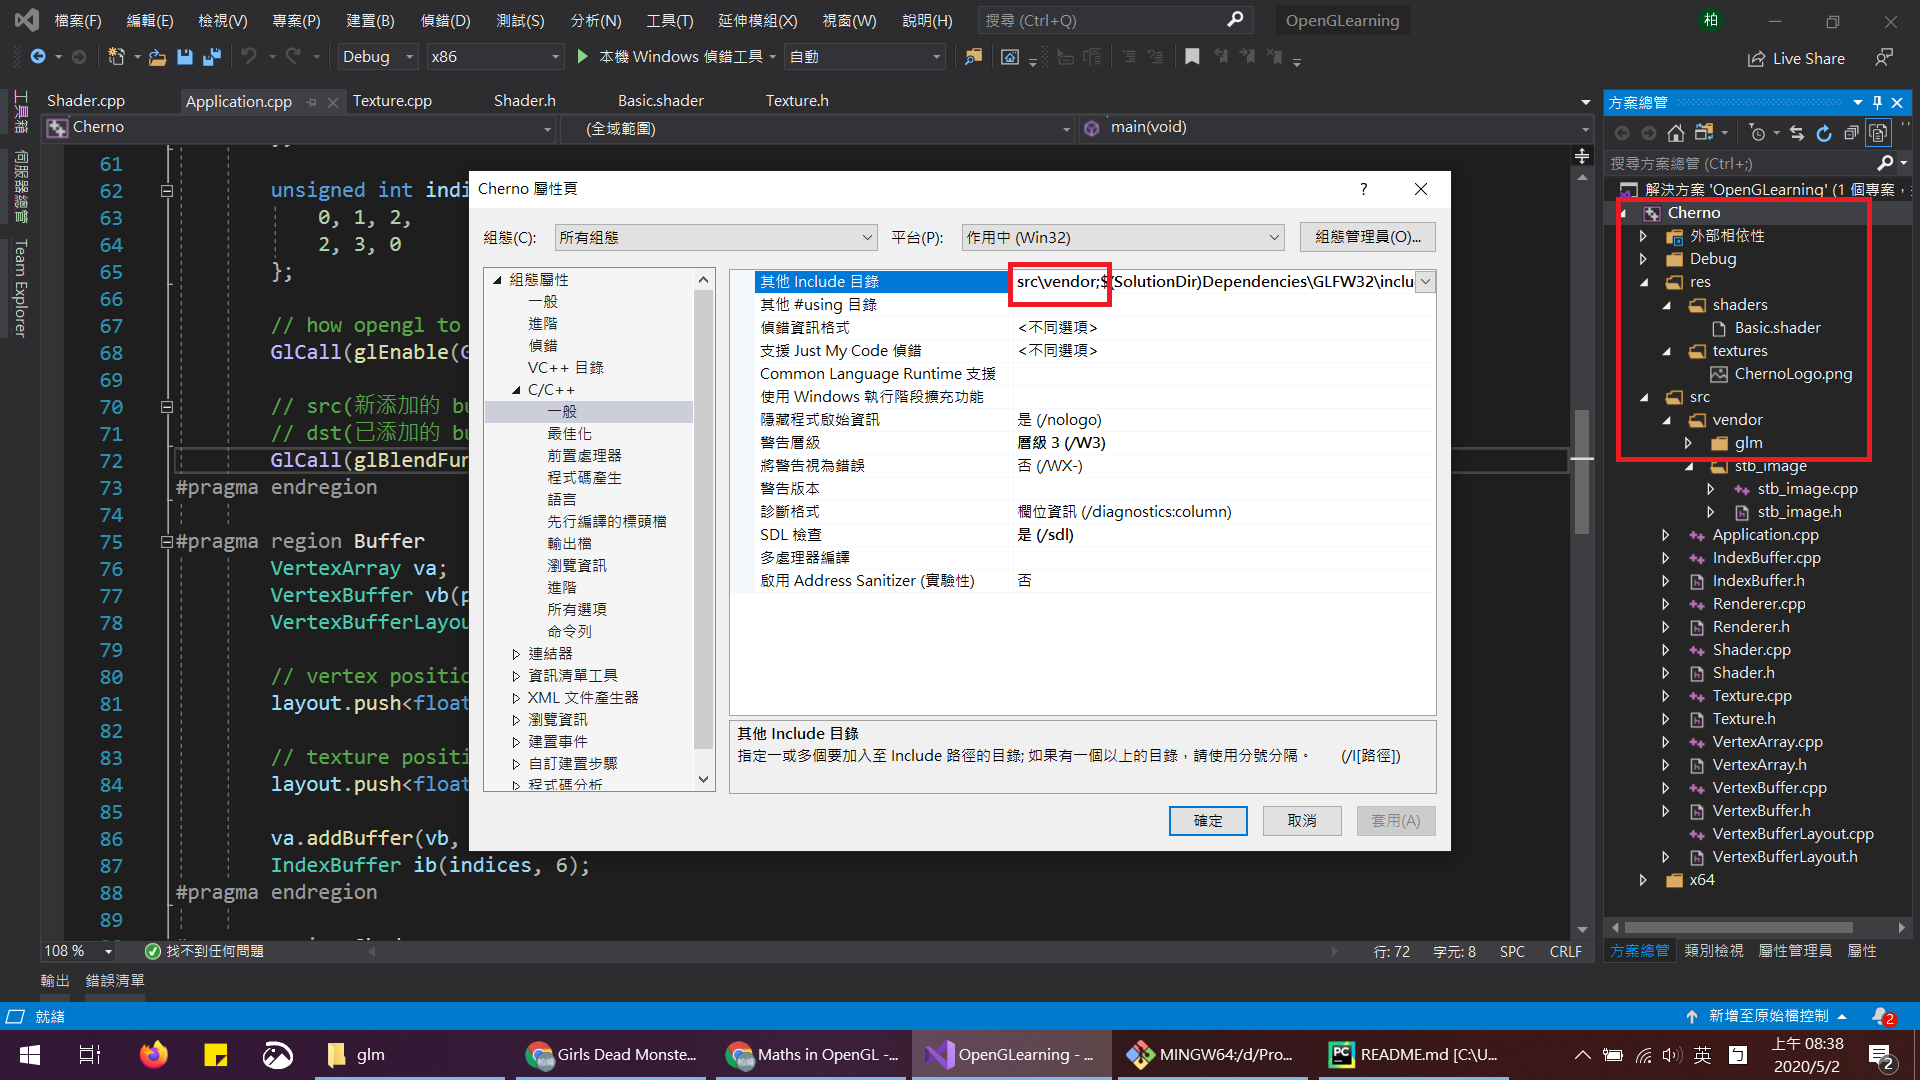 檔案(F) 編輯(E) 檢視(V) 專案(P) 建置(B) 偵錯(D) 測試(S) 分析(N) 工具(T) 延伸模組(X) 視窗(W) 說明(H) 搜尋 (Ctrl+Q) OpenGLearning 柏
Debug x86 本機 Windows 偵錯工具 自動 Live Share
工具箱
伺服器總管
Team Explorer
Shader.cpp Application.cpp Texture.cpp Shader.h Basic.shader Texture.h
Cherno (全域範圍) main(void)
61
62 unsigned int indi
63 0, 1, 2,
64 2, 3, 0
65 };
66
67 // how opengl to
68 GlCall(glEnable(G
69
70 // src(新添加的 bu
71 // dst(已添加的 bu
72 GlCall(glBlendFun
73 #pragma endregion
74
75 #pragma region Buffer
76 VertexArray va;
77 VertexBuffer vb(p
78 VertexBufferLayou
79
80 // vertex positio
81 layout.push<float
82
83 // texture positi
84 layout.push<float
85
86 va.addBuffer(vb,
87 IndexBuffer ib(indices, 6);
88 #pragma endregion
89
Cherno 屬性頁 ?
組態(C): 所有組態 平台(P): 作用中 (Win32) 組態管理員(O)...
組態屬性
一般
進階
偵錯
VC++ 目錄
C/C++
一般
最佳化
前置處理器
程式碼產生
語言
先行編譯的標頭檔
輸出檔
瀏覽資訊
進階
所有選項
命令列
連結器
資訊清單工具
XML 文件產生器
瀏覽資訊
建置事件
自訂建置步驟
程式碼分析
其他 Include 目錄 src\vendor;$(SolutionDir)Dependencies\GLFW32\inclu
其他 #using 目錄
偵錯資訊格式 <不同選項>
支援 Just My Code 偵錯 <不同選項>
Common Language Runtime 支援
使用 Windows 執行階段擴充功能
隱藏程式啟始資訊 是 (/nologo)
警告層級 層級 3 (/W3)
將警告視為錯誤 否 (/WX-)
警告版本
診斷格式 欄位資訊 (/diagnostics:column)
SDL 檢查 是 (/sdl)
多處理器編譯
啟用 Address Sanitizer (實驗性) 否
其他 Include 目錄
指定一或多個要加入至 Include 路徑的目錄; 如果有一個以上的目錄，請使用分號分隔。 (/I[路徑])
確定 取消 套用(A)
方案總管
搜尋方案總管 (Ctrl+;)
解決方案 'OpenGLearning' (1 個專案，
Cherno
外部相依性
Debug
res
shaders
Basic.shader
textures
ChernoLogo.png
src
vendor
glm
stb_image
stb_image.cpp
stb_image.h
Application.cpp
IndexBuffer.cpp
IndexBuffer.h
Renderer.cpp
Renderer.h
Shader.cpp
Shader.h
Texture.cpp
Texture.h
VertexArray.cpp
VertexArray.h
VertexBuffer.cpp
VertexBuffer.h
VertexBufferLayout.cpp
VertexBufferLayout.h
x64
方案總管 類別檢視 屬性管理員 屬性
108 % 找不到任何問題 行: 72 字元: 8 SPC CRLF
輸出 錯誤清單
就緒 新增至原始檔控制 2
glm Girls Dead Monste... Maths in OpenGL -... OpenGLearning - ... MINGW64:/d/Pro... README.md [C:\U... 英 ㄅ 上午 08:38
2020/5/2 2